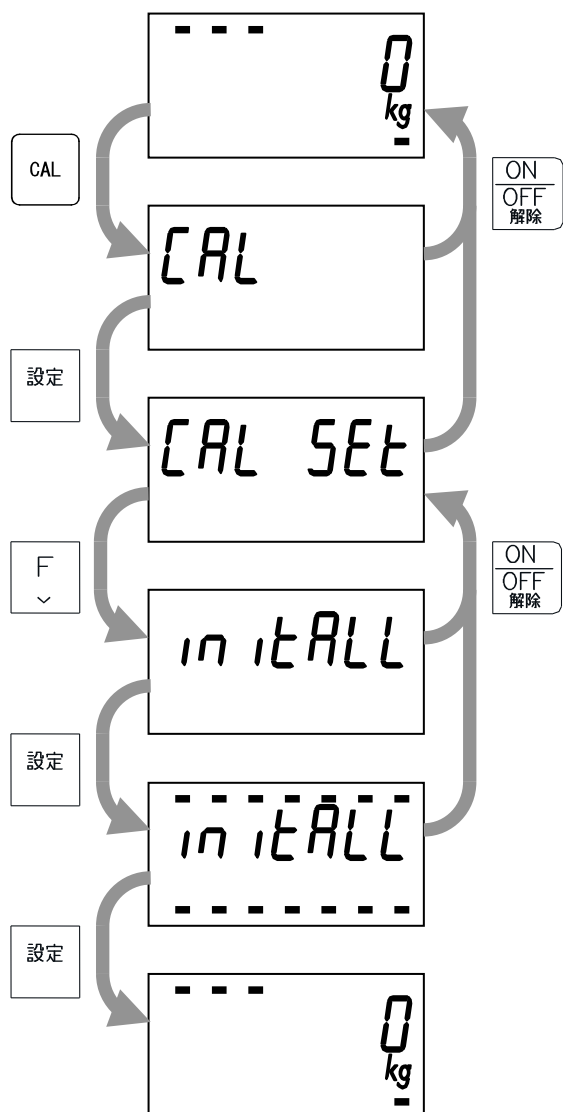 0
kg
CAL
ON
OFF
解除
CAL
設定
CAL SEt
F
ON
OFF
解除
initALL
設定
initALL
設定
0
kg